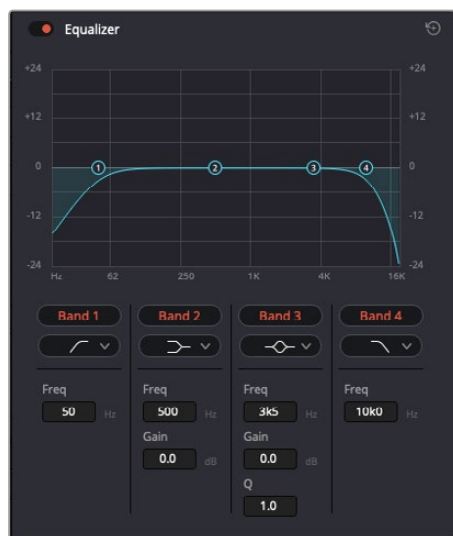 Equalizer
+24 +24
+12 +12
0 0
1 2 3 4
-12 -12
-24 -24
Hz 62 250 1K 4K 16K
Band 1 Band 2 Band 3 Band 4
Freq Freq Freq Freq
50 Hz 500 Hz 3k5 Hz 10k0 Hz
Gain Gain
0.0 dB 0.0 dB
Q
1.0